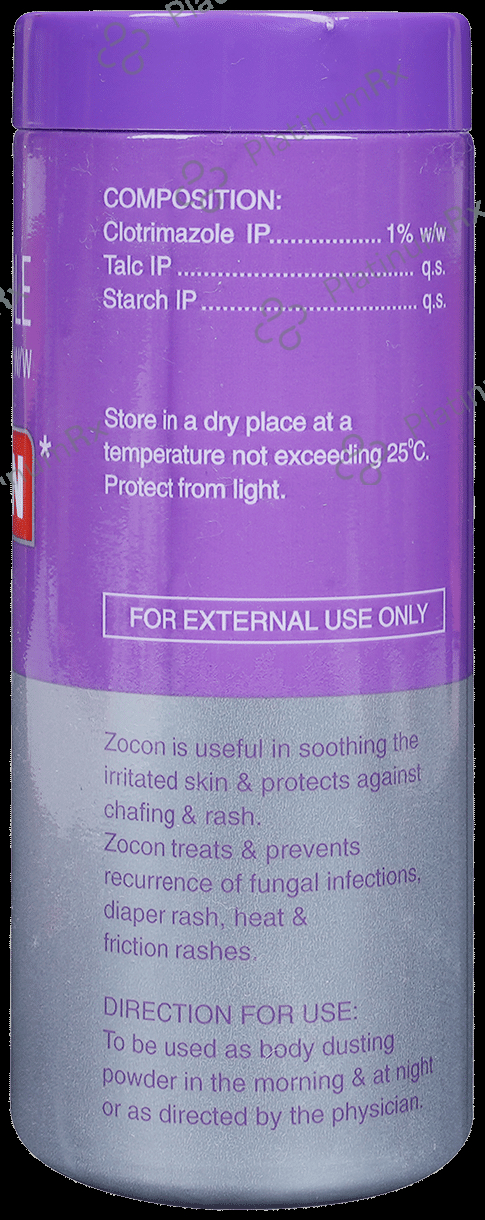 COMPOSITION:
Clotrimazole IP.................. 1% w/w
Talc IP ...................................... q.s.
Starch IP .................................. q.s.
LE
w/w
N*
Store in a dry place at a
temperature not exceeding 25°C.
Protect from light.
FOR EXTERNAL USE ONLY
Zocon is useful in soothing the
irritated skin & protects against
chafing & rash.
Zocon treats & prevents
recurrence of fungal infections,
diaper rash, heat &
friction rashes.
DIRECTION FOR USE:
To be used as body dusting
powder in the morning & at night
or as directed by the physician.
PlatinumRx